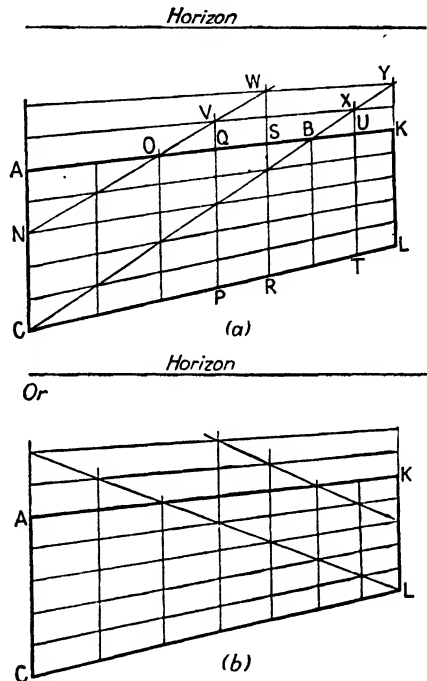 Horizon
W Y
V X
O Q S B U K
A
N
P R T L
C
(a)
Horizon
Or
K
A
L
C
(b)